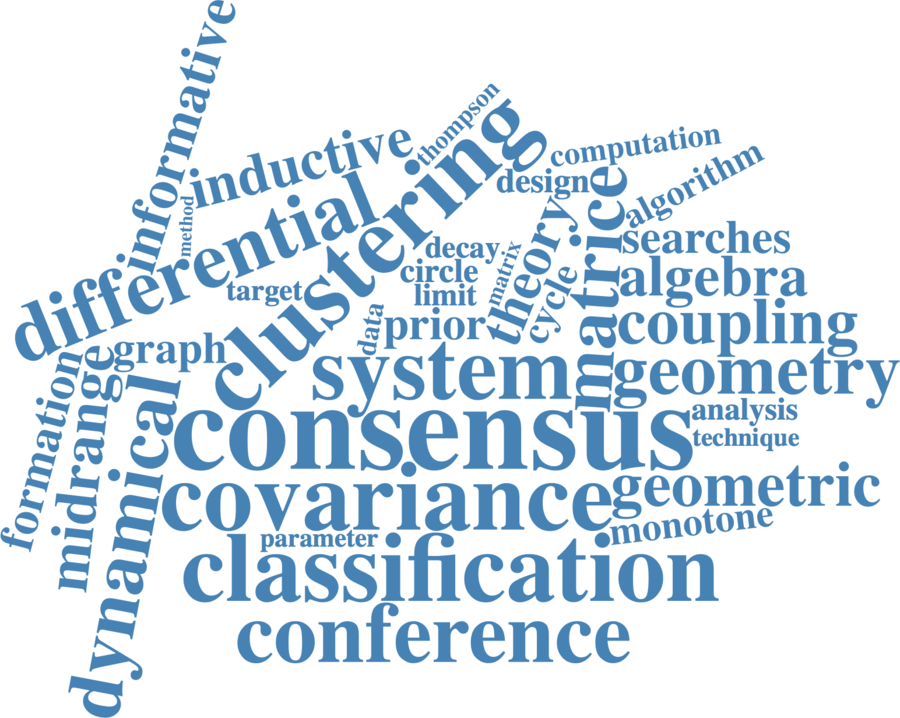 informative
inductive
thompson
clustering
computation
design
algorithm
method
differential
matrice
theory
searches
decay
circle
matrix
algebra
target
limit
cycle
data
prior
coupling
graph
system
geometry
formation
midrange
dynamical
consensus
analysis
technique
covariance
geometric
monotone
parameter
classification
conference